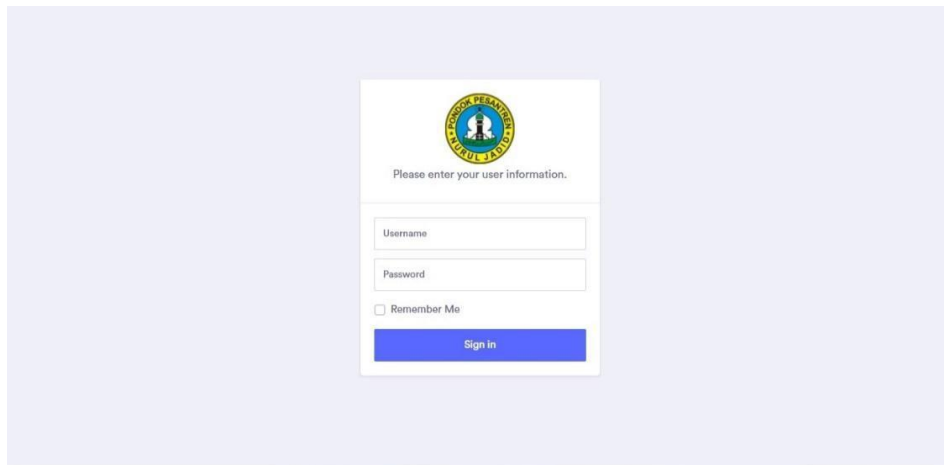 PONDOK PESANTREN
NURUL JADID
Please enter your user information.
Username
Password
Remember Me
Sign in